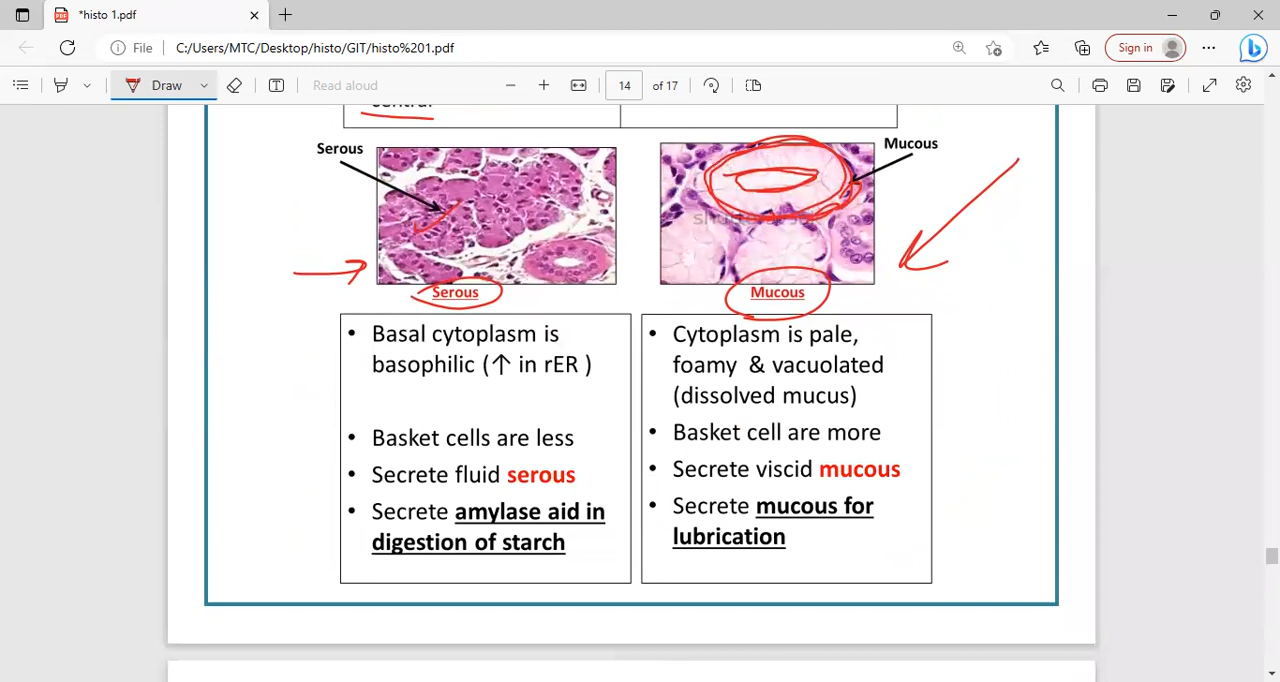 *histo 1.pdf
File
C:/Users/MTC/Desktop/histo/GIT/histo%201.pdf
Sign in
Draw
Read aloud
14
of 17
central
Serous
Mucous
Serous
Mucous
• Basal cytoplasm is
basophilic (↑ in rER )
• Basket cells are less
• Secrete fluid serous
• Secrete amylase aid in
digestion of starch
• Cytoplasm is pale,
foamy & vacuolated
(dissolved mucus)
• Basket cell are more
• Secrete viscid mucous
• Secrete mucous for
lubrication